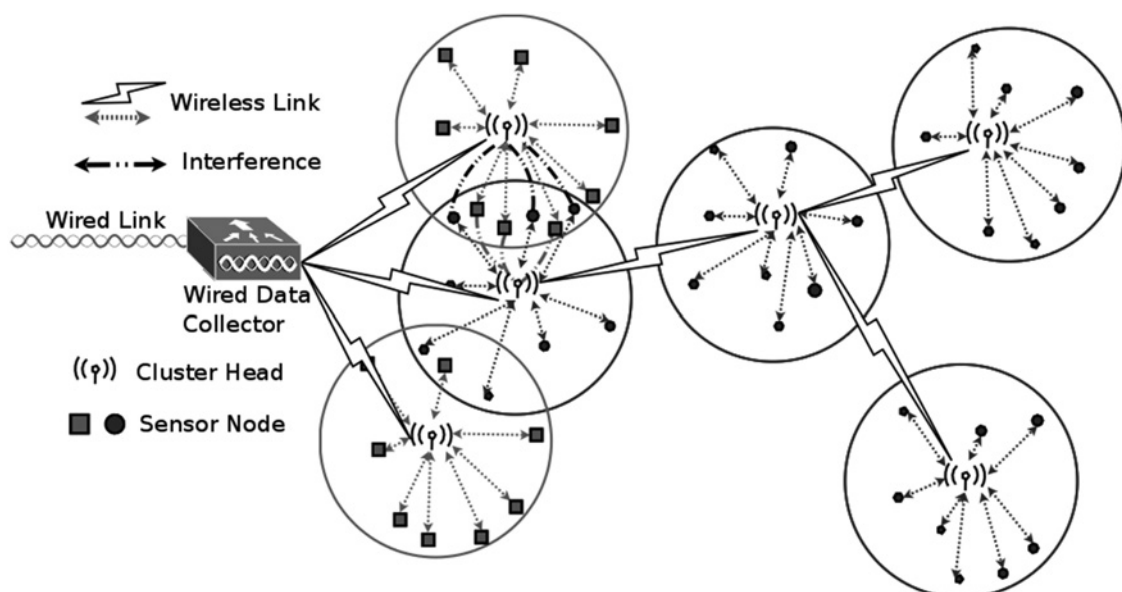 Wireless Link
Interference
Wired Link
Wired Data
Collector
Cluster Head
Sensor Node